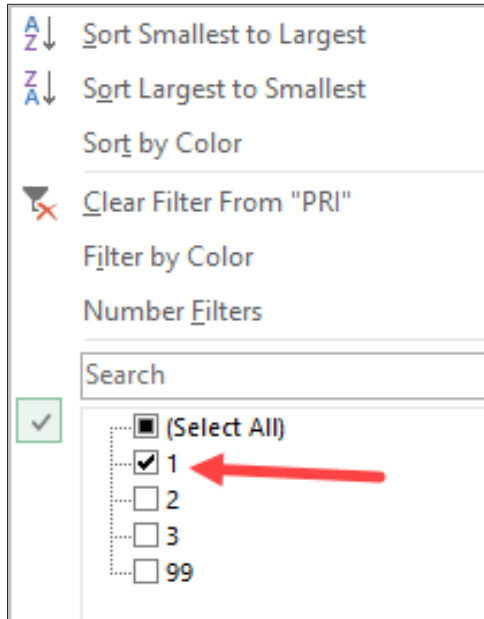 Sort Smallest to Largest
Sort Largest to Smallest
Sort by Color
Clear Filter From "PRI"
Filter by Color
Number Filters
Search
(Select All)
1
2
3
99